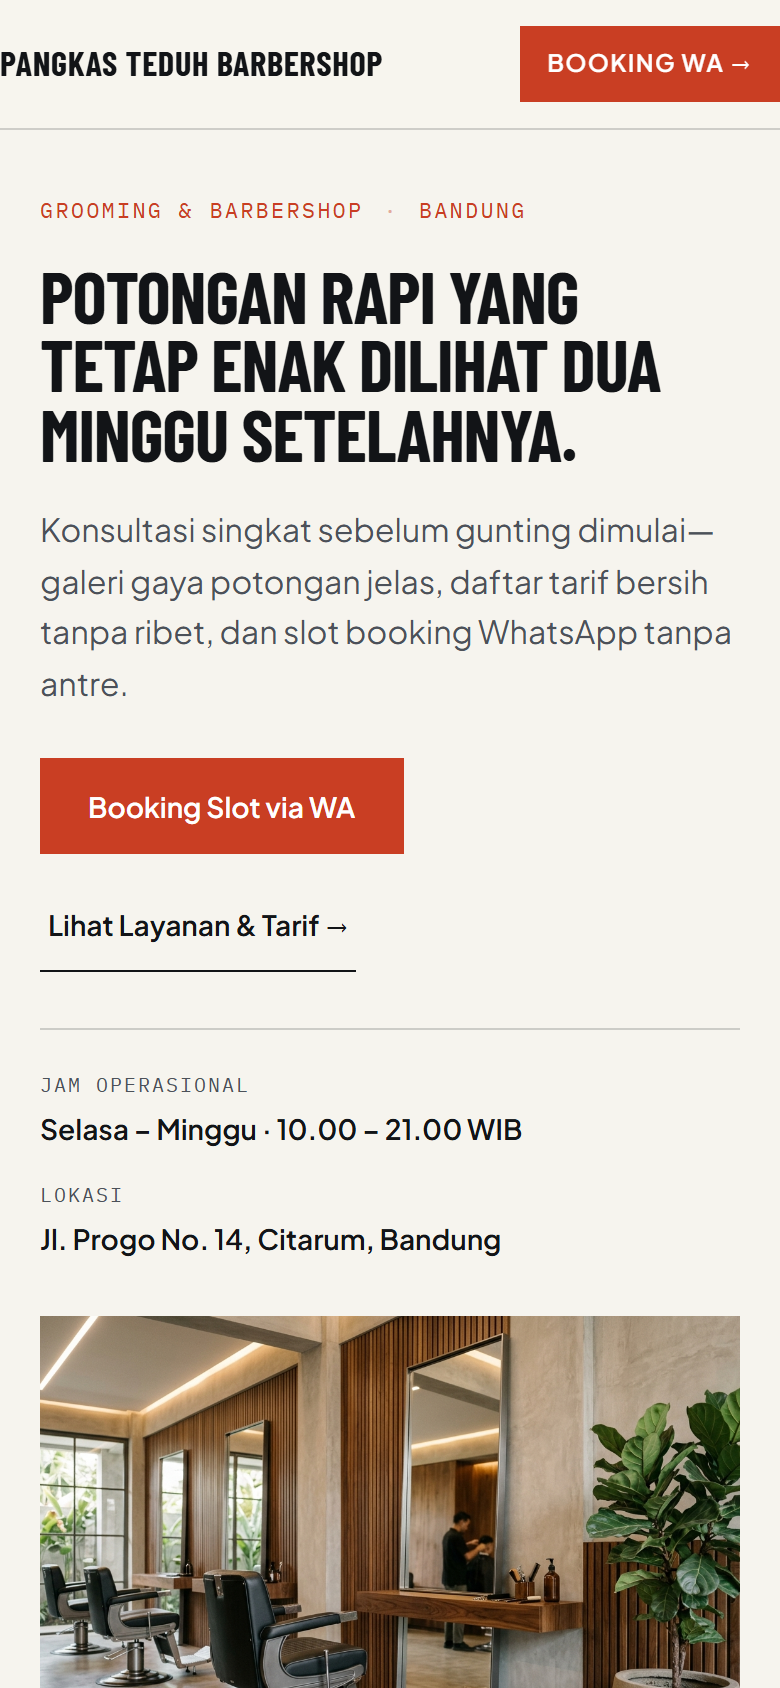 PANGKAS TEDUH BARBERSHOP
BOOKING WA →
GROOMING & BARBERSHOP · BANDUNG
POTONGAN RAPI YANG
TETAP ENAK DILIHAT DUA
MINGGU SETELAHNYA.
Konsultasi singkat sebelum gunting dimulai—
galeri gaya potongan jelas, daftar tarif bersih
tanpa ribet, dan slot booking WhatsApp tanpa
antre.
Booking Slot via WA
Lihat Layanan & Tarif →
JAM OPERASIONAL
Selasa – Minggu · 10.00 – 21.00 WIB
LOKASI
Jl. Progo No. 14, Citarum, Bandung